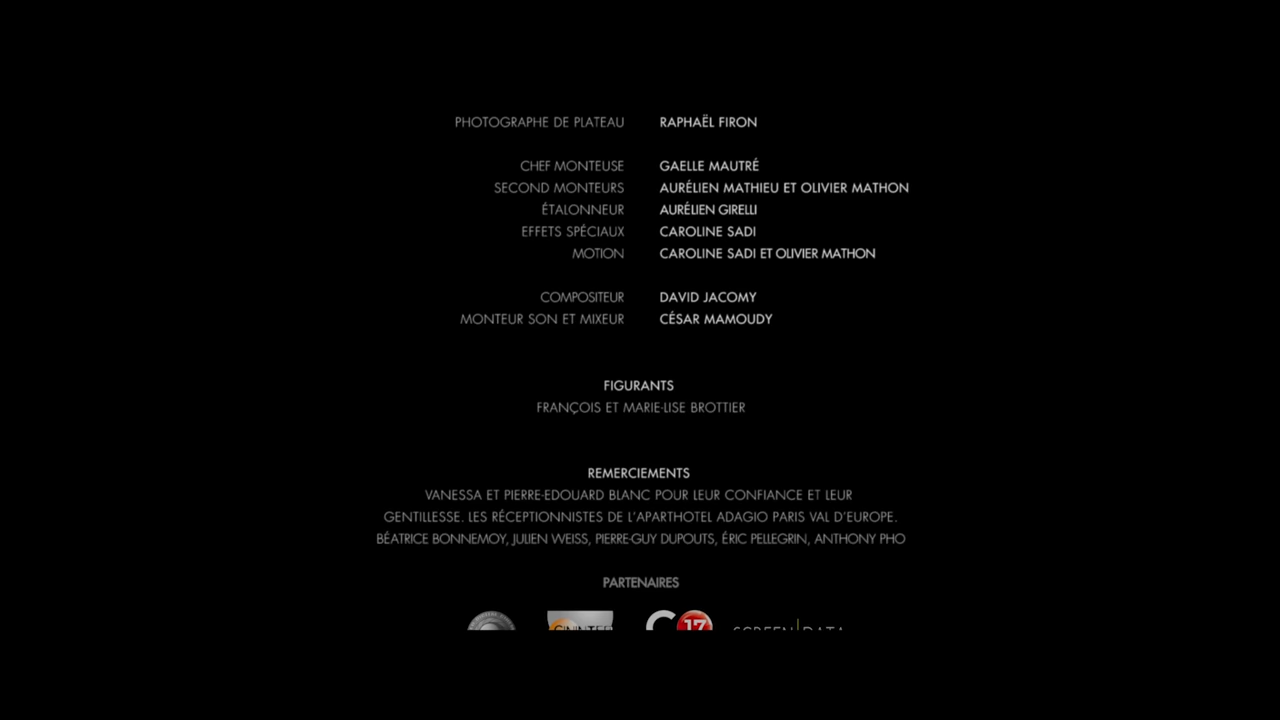 PHOTOGRAPHE DE PLATEAU RAPHAËL FIRON
CHEF MONTEUSE GAELLE MAUTRÉ
SECOND MONTEURS AURÉLIEN MATHIEU ET OLIVIER MATHON
ÉTALONNEUR AURÉLIEN GIRELLI
EFFETS SPÉCIAUX CAROLINE SADI
MOTION CAROLINE SADI ET OLIVIER MATHON
COMPOSITEUR DAVID JACOMY
MONTEUR SON ET MIXEUR CÉSAR MAMOUDY
FIGURANTS
FRANÇOIS ET MARIE-LISE BROTTIER
REMERCIEMENTS
VANESSA ET PIERRE-EDOUARD BLANC POUR LEUR CONFIANCE ET LEUR
GENTILLESSE. LES RÉCEPTIONNISTES DE L'APARTHOTEL ADAGIO PARIS VAL D'EUROPE.
BÉATRICE BONNEMOY, JULIEN WEISS, PIERRE-GUY DUPOUTS, ÉRIC PELLEGRIN, ANTHONY PHO
PARTENAIRES
17 SCREEN|DATA